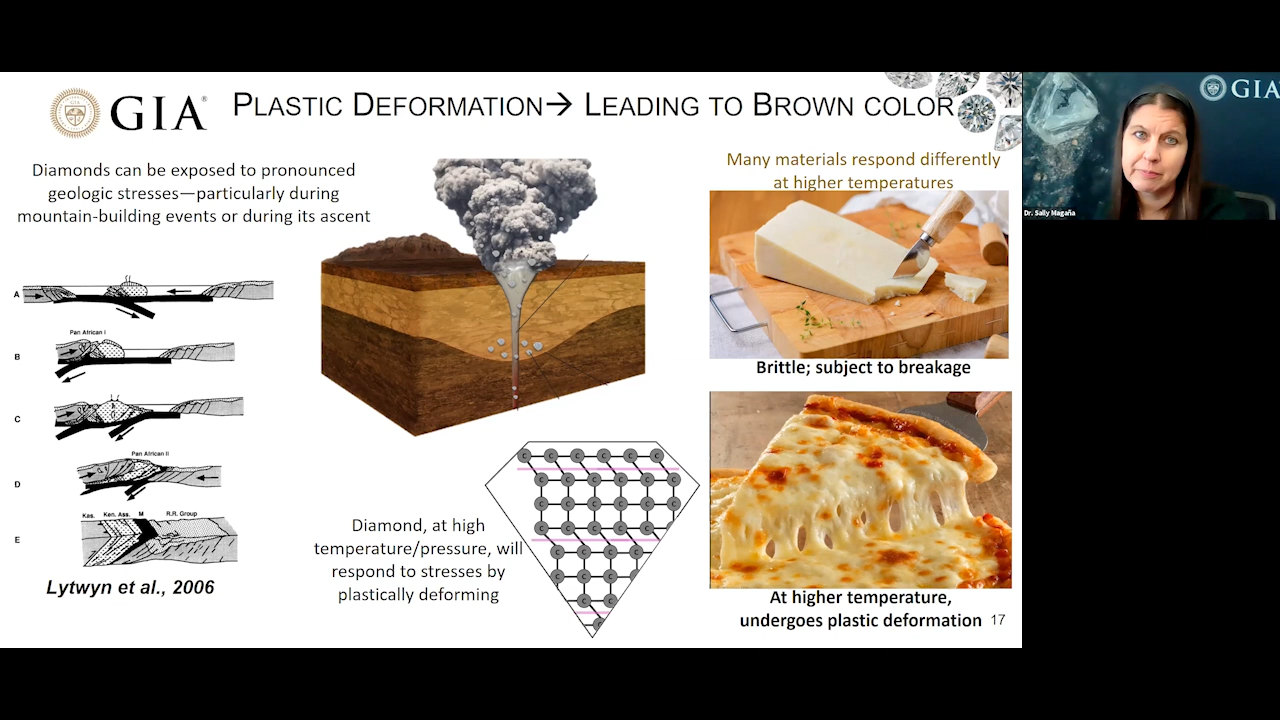 GIA®
PLASTIC DEFORMATION→ LEADING TO BROWN COLOR
Diamonds can be exposed to pronounced
geologic stresses—particularly during
mountain-building events or during its ascent
A
Pan African I
B
C
Pan African II
D
Kas. Ken. Ass. M R.R. Group
E
Lytwyn et al., 2006
Diamond, at high
temperature/pressure, will
respond to stresses by
plastically deforming
C C C C C C
C C C C C C
C C C C C C
C C C C C C
C C C C
C C C C
C C
C
Many materials respond differently
at higher temperatures
Brittle; subject to breakage
At higher temperature,
undergoes plastic deformation
17
GIA
Dr. Sally Magaña